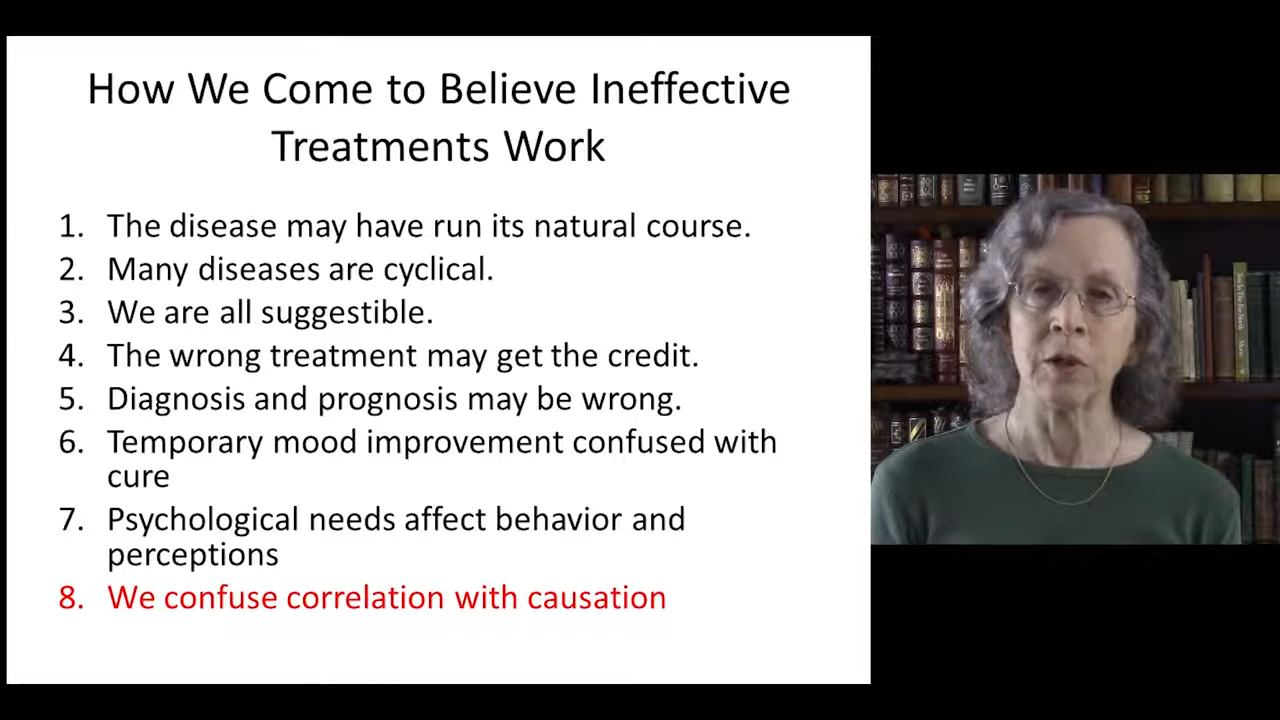 How We Come to Believe Ineffective
Treatments Work
1. The disease may have run its natural course.
2. Many diseases are cyclical.
3. We are all suggestible.
4. The wrong treatment may get the credit.
5. Diagnosis and prognosis may be wrong.
6. Temporary mood improvement confused with
cure
7. Psychological needs affect behavior and
perceptions
8. We confuse correlation with causation